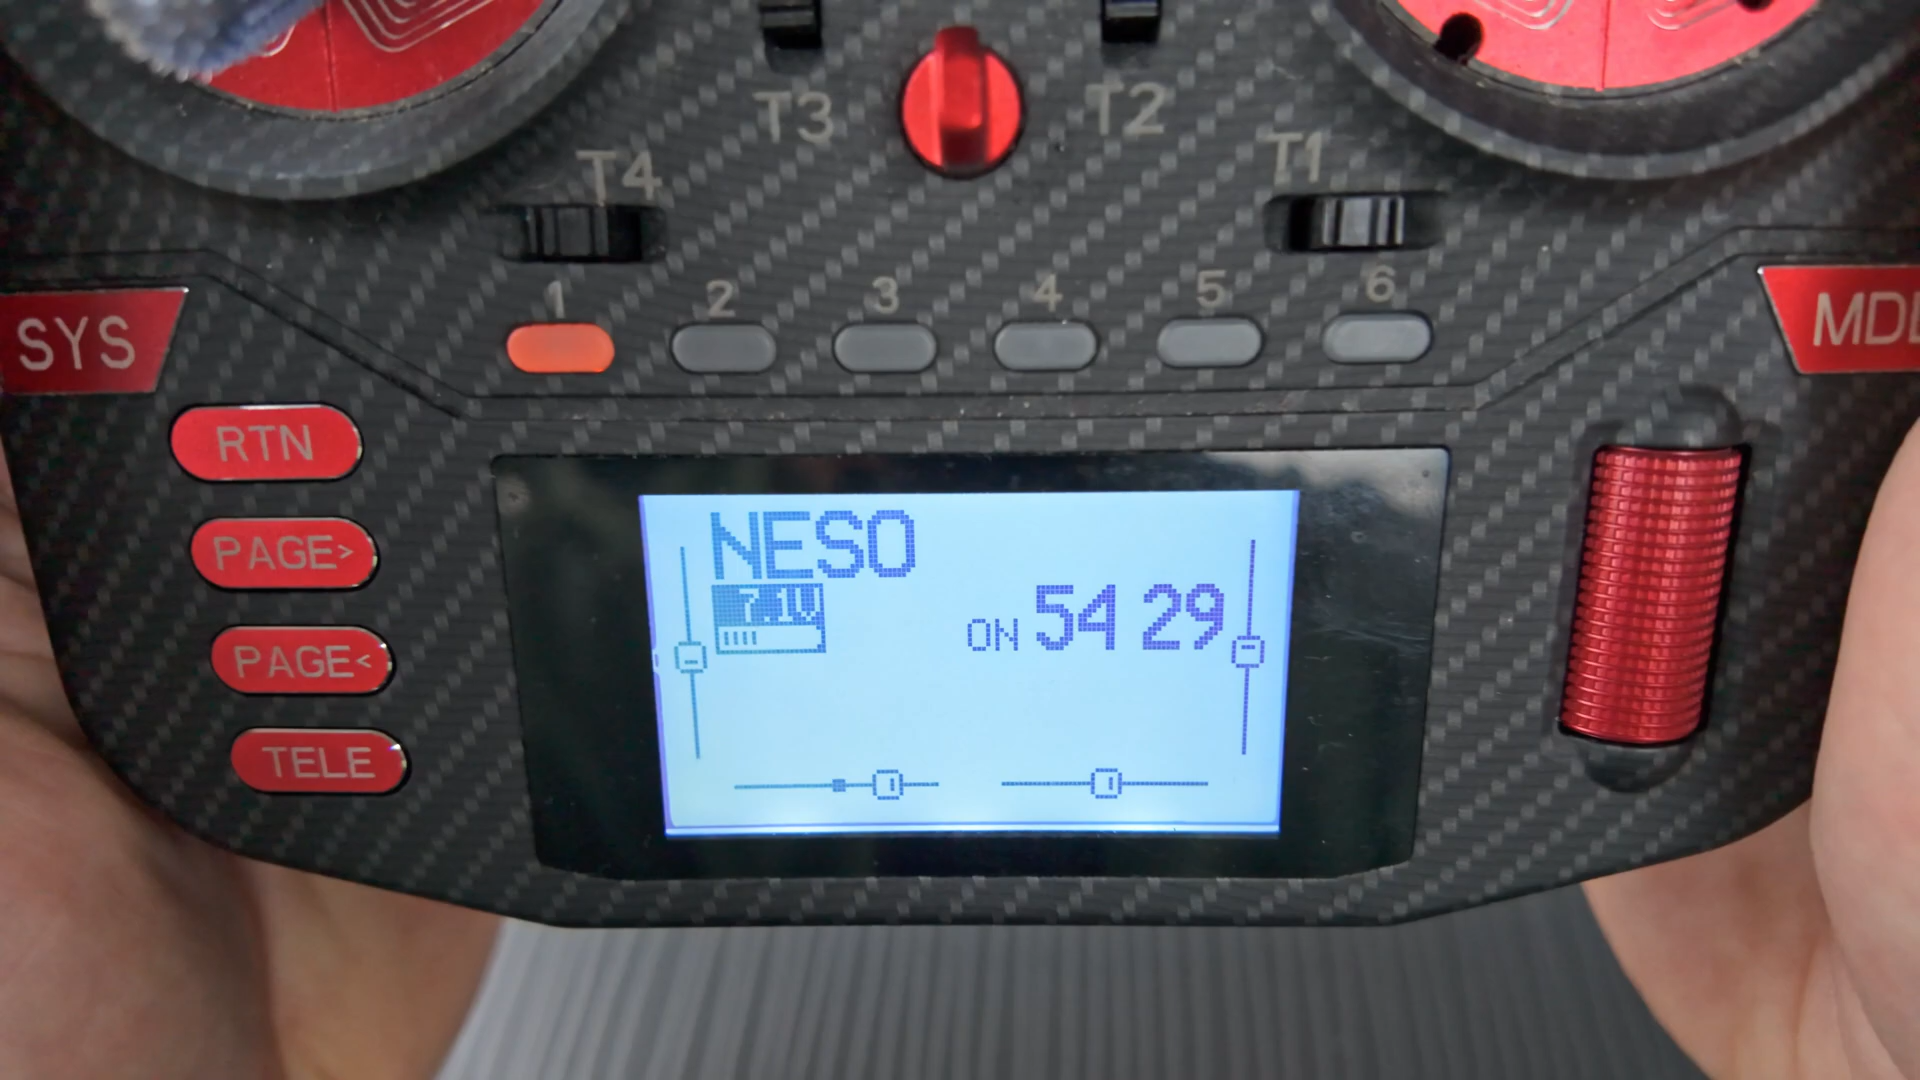 T3
T2
T4
T1
1 2 3 4 5 6
SYS
RTN
PAGE>
PAGE<
TELE
NESO
7.1V
ON 54 29